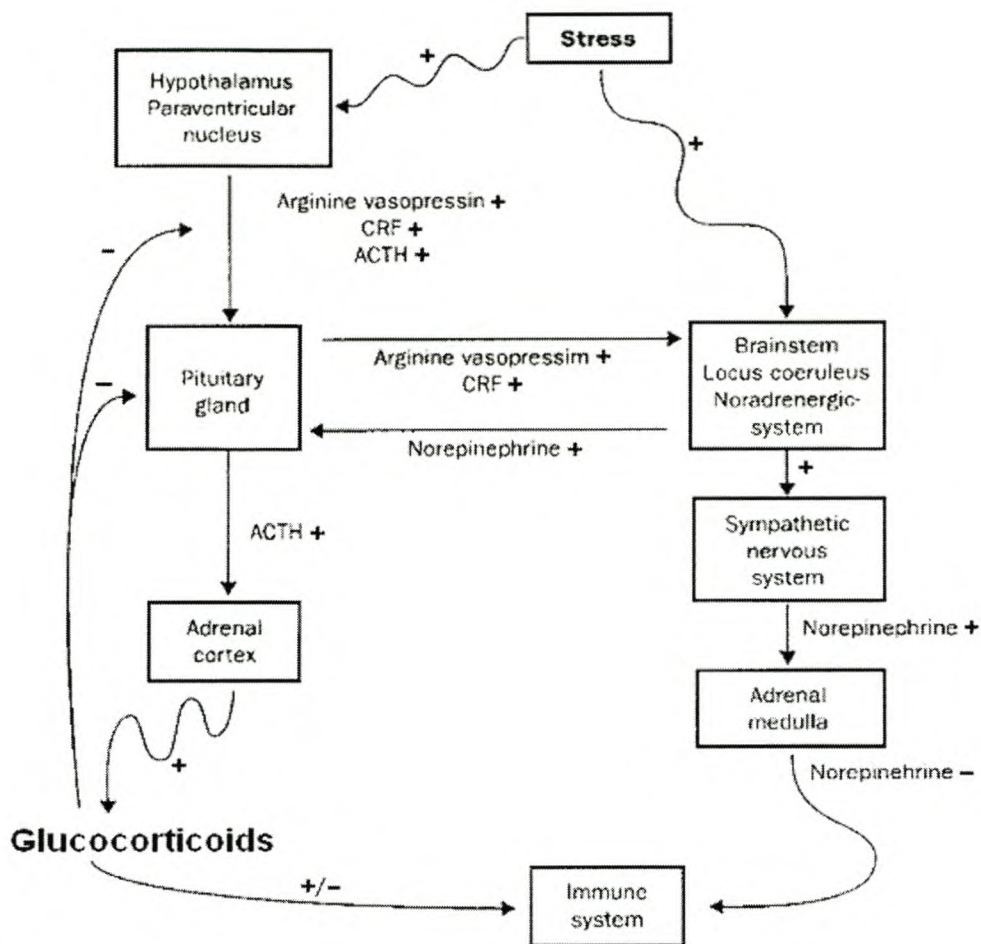 Stress
+
Hypothalamus
Paraventricular
nucleus
+
Arginine vasopressin +
CRF +
ACTH +
–
Pituitary
gland
–
Arginine vasopressim +
CRF +
Norepinephrine +
Brainstem
Locus coeruleus
Noradrenergic-
system
+
Sympathetic
nervous
system
ACTH +
Adrenal
cortex
Norepinephrine +
Adrenal
medulla
+
Norepinehrine –
Glucocorticoids
+/–
Immune
system